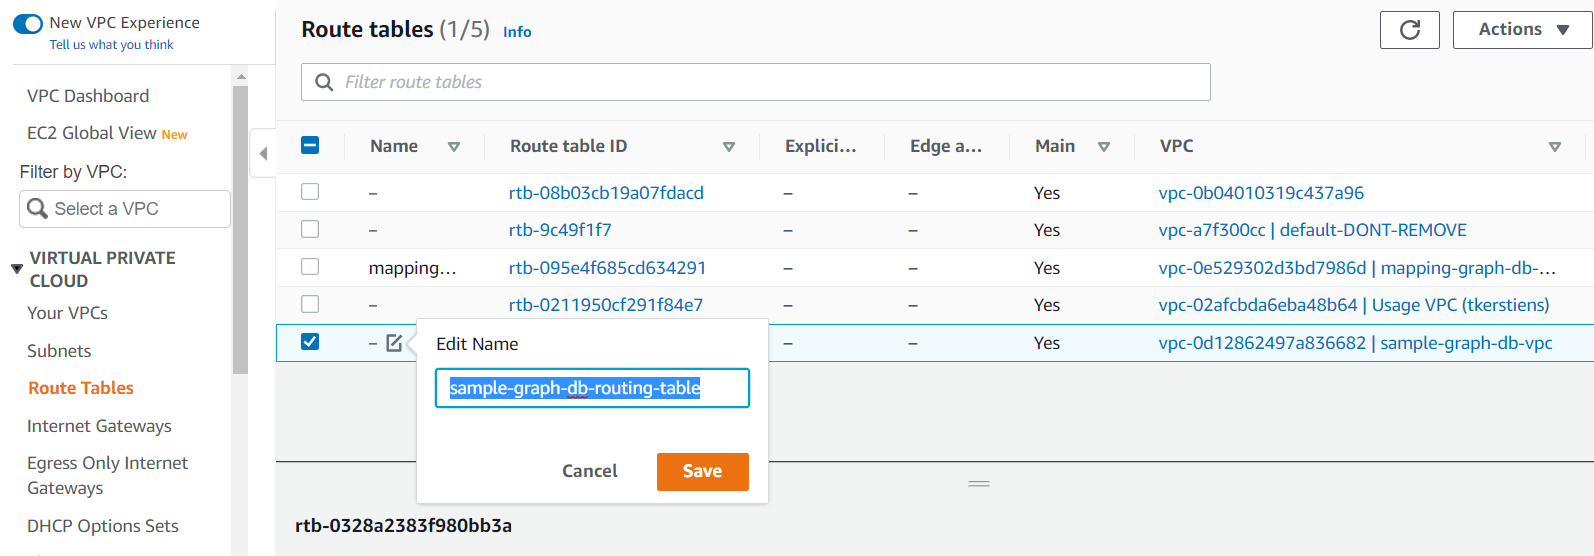 New VPC Experience
Tell us what you think
VPC Dashboard
EC2 Global View New
Filter by VPC:
Select a VPC
VIRTUAL PRIVATE
CLOUD
Your VPCs
Subnets
Route Tables
Internet Gateways
Egress Only Internet
Gateways
DHCP Options Sets
Route tables (1/5) Info
Actions
Filter route tables
Name Route table ID Explici... Edge a... Main VPC
– rtb-08b03cb19a07fdacd – – Yes vpc-0b04010319c437a96
– rtb-9c49f1f7 – – Yes vpc-a7f300cc | default-DONT-REMOVE
mapping... rtb-095e4f685cd634291 – – Yes vpc-0e529302d3bd7986d | mapping-graph-db-...
– rtb-0211950cf291f84e7 – – Yes vpc-02afcbda6eba48b64 | Usage VPC (tkerstiens)
– – – Yes vpc-0d12862497a836682 | sample-graph-db-vpc
Edit Name
sample-graph-db-routing-table
Cancel Save
rtb-0328a2383f980bb3a